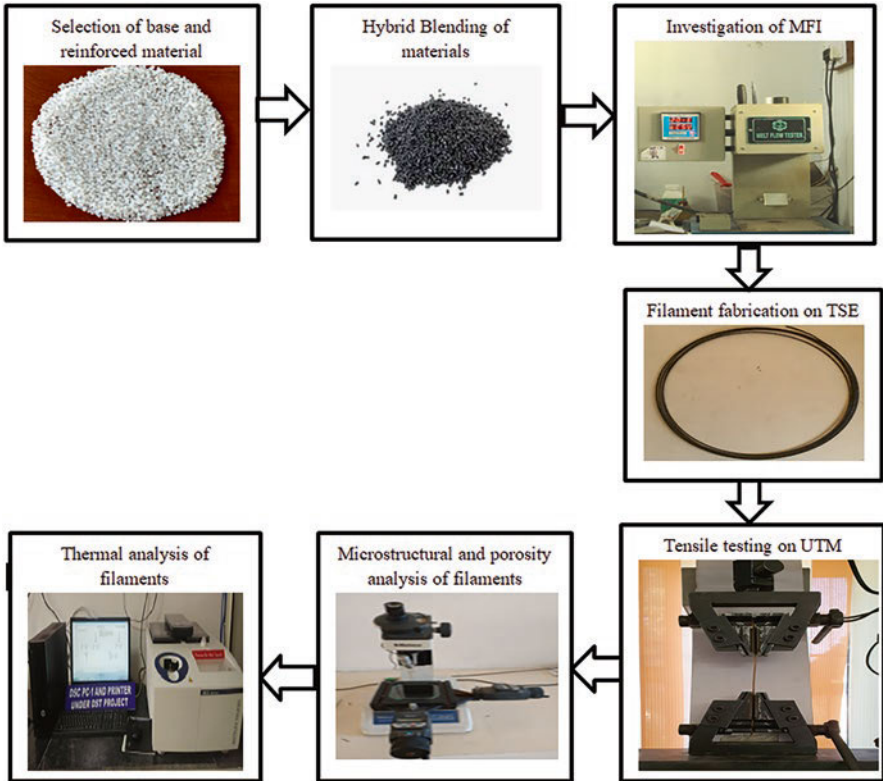 Selection of base and
reinforced material
Hybrid Blending of
materials
Investigation of MFI
MELT FLOW TESTER
Filament fabrication on TSE
Tensile testing on UTM
Microstructural and porosity
analysis of filaments
Thermal analysis of
filaments
DSC PC-1 AND PRINTER
UNDER DST PROJECT